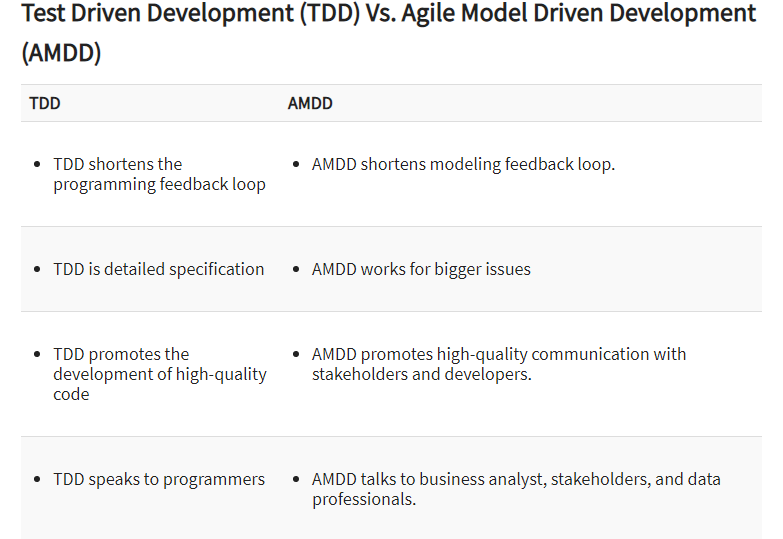 Test Driven Development (TDD) Vs. Agile Model Driven Development
(AMDD)
TDD AMDD
• TDD shortens the
programming feedback loop
• AMDD shortens modeling feedback loop.
• TDD is detailed specification
• AMDD works for bigger issues
• TDD promotes the
development of high-quality
code
• AMDD promotes high-quality communication with
stakeholders and developers.
• TDD speaks to programmers
• AMDD talks to business analyst, stakeholders, and data
professionals.